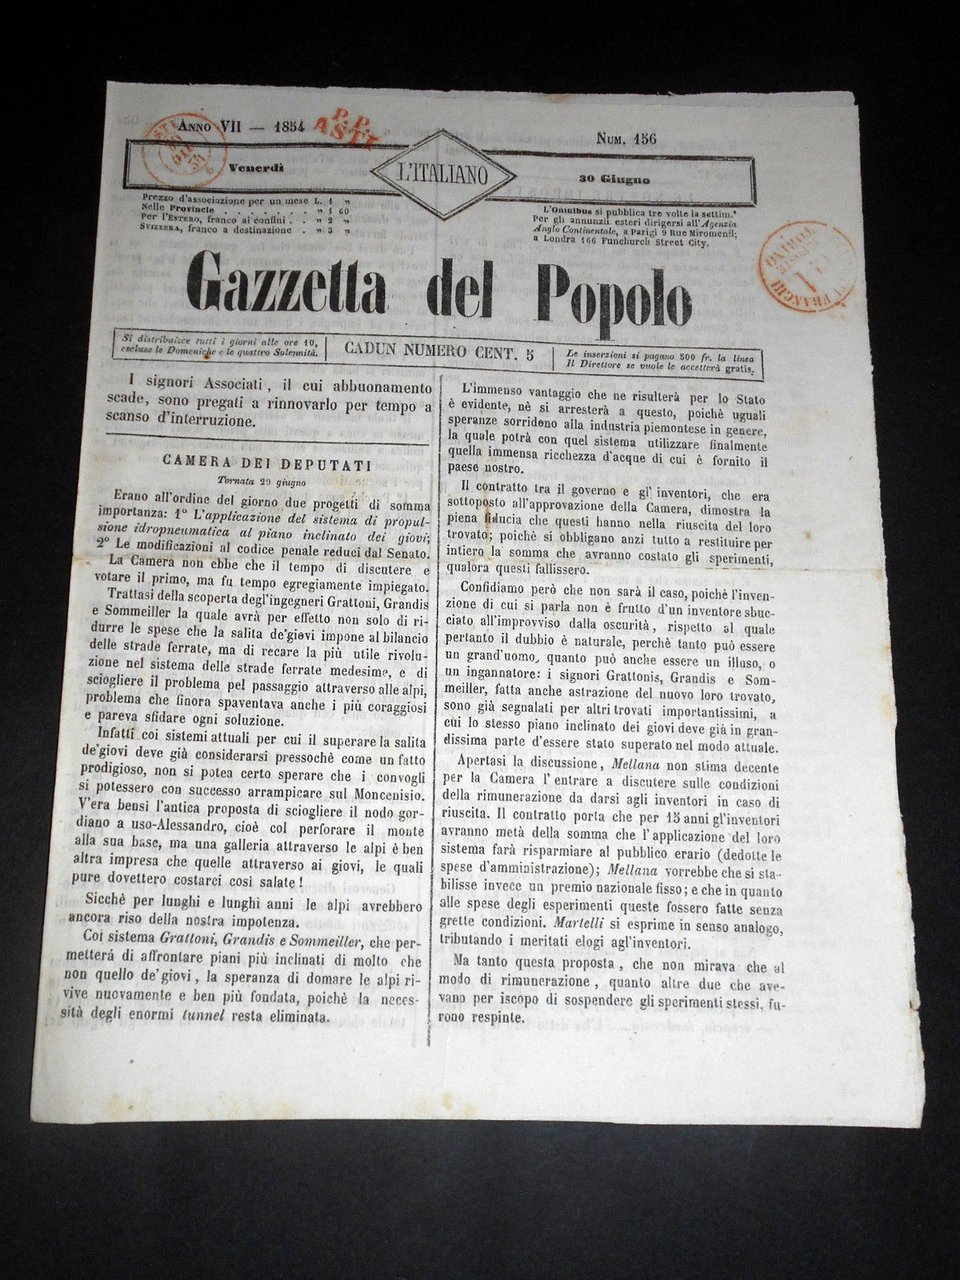 Anno VII — 1854
P. P.
ASTI
Num. 156
Venerdì
L'ITALIANO
30 Giugno
Prezzo d'associazione per un mese L. 1 »
Nelle Provincie . . . . . . . . » 1 60
Per l'Estero, franco ai confini . . » 2 »
Svizzera, franco a destinazione . » 3 »
L'Omnibus si pubblica tre volte la settim.ª
Per gli annunzii esteri dirigersi all'Agenzia
Anglo Continentale, a Parigi 9 Rue Miromenil;
a Londra 166 Funchurch Street City.
Gazzetta del Popolo
Si distribuisce tutti i giorni alle ore 10,
escluse le Domeniche e le quattro Solennità.
CADUN NUMERO CENT. 5
Le inserzioni si pagano 500 fr. la linea
Il Direttore se vuole le accetterà gratis.
I signori Associati, il cui abbuonamento
scade, sono pregati a rinnovarlo per tempo a
scanso d'interruzione.
CAMERA DEI DEPUTATI
Tornata 29 giugno
Erano all'ordine del giorno due progetti di somma
importanza: 1° L'applicazione del sistema di propul-
sione idropneumatica al piano inclinato dei giovi;
2° Le modificazioni al codice penale reduci dal Senato.
La Camera non ebbe che il tempo di discutere e
votare il primo, ma fu tempo egregiamente impiegato.
Trattasi della scoperta degl'ingegneri Grattoni, Grandis
e Sommeiller la quale avrà per effetto non solo di ri-
durre le spese che la salita de'giovi impone al bilancio
delle strade ferrate, ma di recare la più utile rivolu-
zione nel sistema delle strade ferrate medesime, e di
sciogliere il problema pel passaggio attraverso alle alpi,
problema che finora spaventava anche i più coraggiosi
e pareva sfidare ogni soluzione.
Infatti coi sistemi attuali per cui il superare la salita
de'giovi deve già considerarsi pressochè come un fatto
prodigioso, non si potea certo sperare che i convogli
si potessero con successo arrampicare sul Moncenisio.
V'era bensì l'antica proposta di sciogliere il nodo gor-
diano a uso-Alessandro, cioè col perforare il monte
alla sua base, ma una galleria attraverso le alpi è ben
altra impresa che quelle attraverso ai giovi, le quali
pure dovettero costarci così salate!
Sicchè per lunghi e lunghi anni le alpi avrebbero
ancora riso della nostra impotenza.
Coi sistema Grattoni, Grandis e Sommeiller, che per-
metterà di affrontare piani più inclinati di molto che
non quello de'giovi, la speranza di domare le alpi ri-
vive nuovamente e ben più fondata, poichè la neces-
sità degli enormi tunnel resta eliminata.
L'immenso vantaggio che ne risulterà per lo Stato
è evidente, nè si arresterà a questo, poichè uguali
speranze sorridono alla industria piemontese in genere,
la quale potrà con quel sistema utilizzare finalmente
quella immensa ricchezza d'acque di cui è fornito il
paese nostro.
Il contratto tra il governo e gl'inventori, che era
sottoposto all'approvazione della Camera, dimostra la
piena fiducia che questi hanno nella riuscita del loro
trovato; poichè si obbligano anzi tutto a restituire per
intiero la somma che avranno costato gli sperimenti,
qualora questi fallissero.
Confidiamo però che non sarà il caso, poichè l'inven-
zione di cui si parla non è frutto d'un inventore sbuc-
ciato all'improvviso dalla oscurità, rispetto al quale
pertanto il dubbio è naturale, perchè tanto può essere
un grand'uomo, quanto può anche essere un illuso, o
un ingannatore: i signori Grattonis, Grandis e Som-
meiller, fatta anche astrazione del nuovo loro trovato,
sono già segnalati per altri trovati importantissimi, a
cui lo stesso piano inclinato dei giovi deve già in gran-
dissima parte d'essere stato superato nel modo attuale.
Apertasi la discussione, Mellana non stima decente
per la Camera l'entrare a discutere sulle condizioni
della rimunerazione da darsi agli inventori in caso di
riuscita. Il contratto porta che per 15 anni gl'inventori
avranno metà della somma che l'applicazione del loro
sistema farà risparmiare al pubblico erario (dedotte le
spese d'amministrazione); Mellana vorrebbe che si sta-
bilisse invece un premio nazionale fisso; e che in quanto
alle spese degli esperimenti queste fossero fatte senza
grette condizioni. Martelli si esprime in senso analogo,
tributando i meritati elogi agl'inventori.
Ma tanto questa proposta, che non mirava che al
modo di rimunerazione, quanto altre due che ave-
vano per iscopo di sospendere gli sperimenti stessi, fu-
rono respinte.